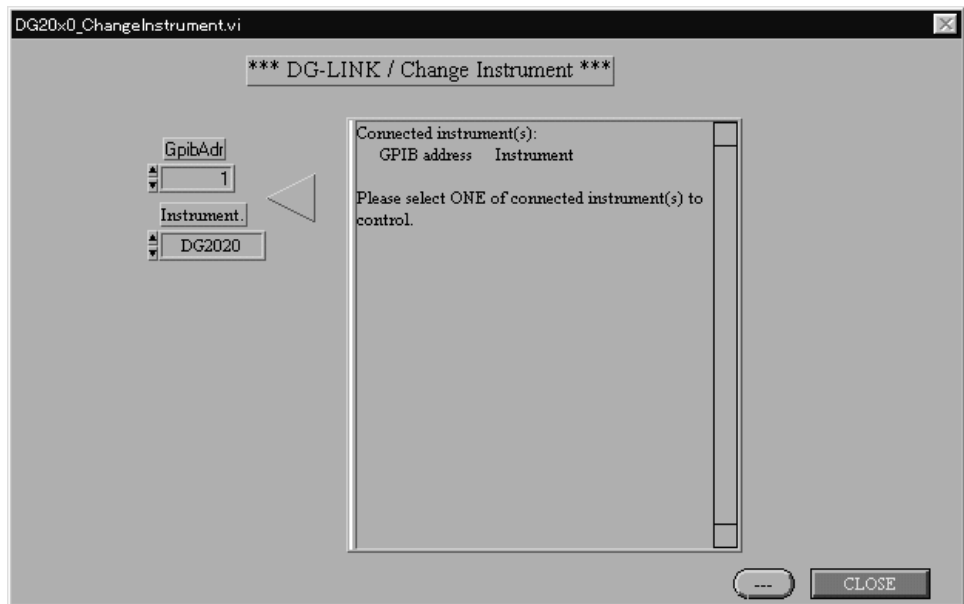 DG20x0_ChangeInstrument.vi
*** DG-LINK / Change Instrument ***
GpibAdr
1
Instrument.
DG2020
Connected instrument(s):
GPIB address Instrument
Please select ONE of connected instrument(s) to
control.
---
CLOSE